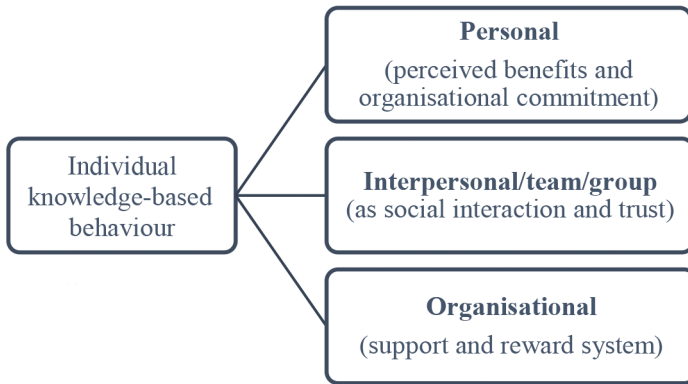 Personal
(perceived benefits and
organisational commitment)
Individual
knowledge-based
behaviour
Interpersonal/team/group
(as social interaction and trust)
Organisational
(support and reward system)